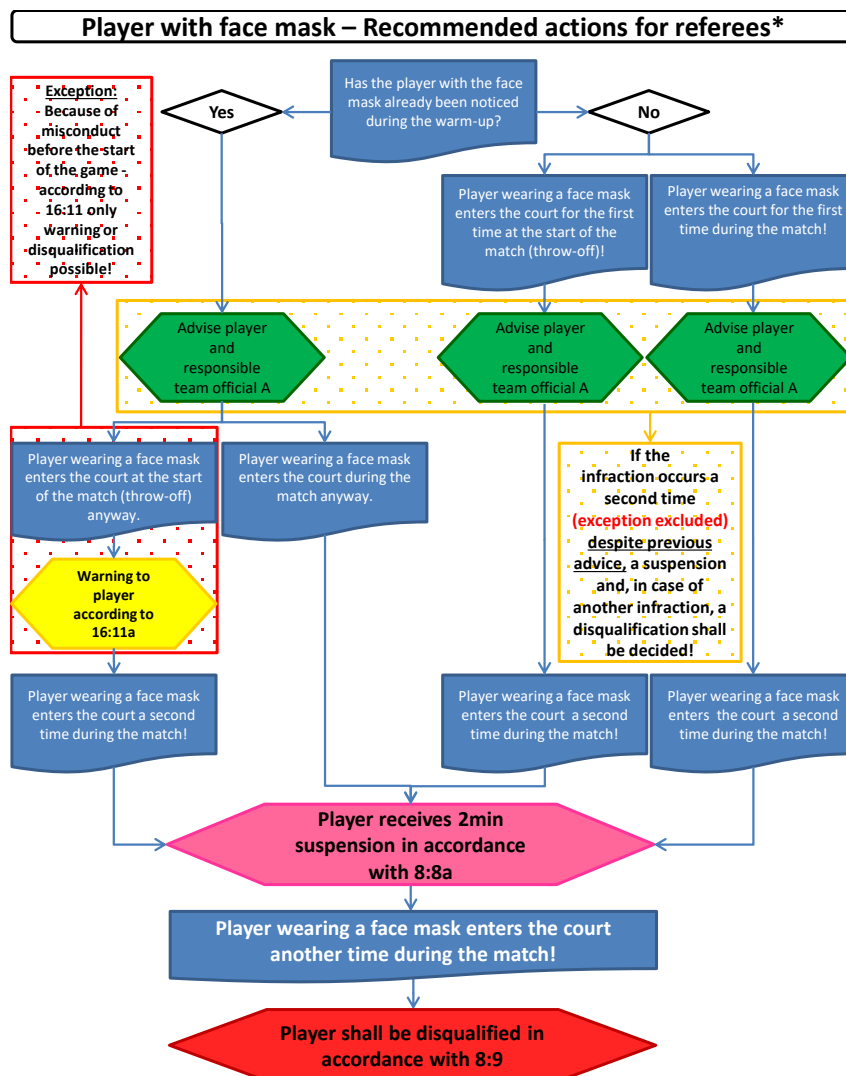 Player with face mask – Recommended actions for referees*
Has the player with the face
mask already been noticed
during the warm-up?
Yes
No
Exception:
Because of
misconduct
before the start
of the game -
according to
16:11 only
warning or
disqualification
possible!
Player wearing a face mask
enters the court for the first
time at the start of the
match (throw-off)!
Player wearing a face mask
enters the court for the first
time during the match!
Advise player
and
responsible
team official A
Advise player
and
responsible
team official A
Advise player
and
responsible
team official A
Player wearing a face mask
enters the court at the start
of the match (throw-off)
anyway.
Player wearing a face mask
enters the court during the
match anyway.
If the
infraction occurs a
second time
(exception excluded)
despite previous
advice, a suspension
and, in case of
another infraction, a
disqualification shall
be decided!
Warning to
player
according to
16:11a
Player wearing a face mask
enters the court a second
time during the match!
Player wearing a face mask
enters the court a second
time during the match!
Player wearing a face mask
enters the court a second
time during the match!
Player receives 2min
suspension in accordance
with 8:8a
Player wearing a face mask enters the court
another time during the match!
Player shall be disqualified in
accordance with 8:9